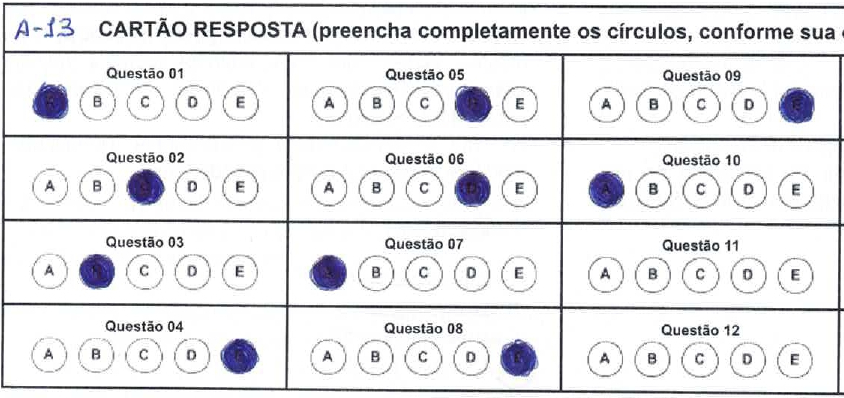 A-13 CARTÃO RESPOSTA (preencha completamente os círculos, conforme sua
Questão 01 Questão 05 Questão 09
A B C D E A B C D E A B C D E
Questão 02 Questão 06 Questão 10
A B C D E A B C D E A B C D E
Questão 03 Questão 07 Questão 11
A B C D E A B C D E A B C D E
Questão 04 Questão 08 Questão 12
A B C D E A B C D E A B C D E